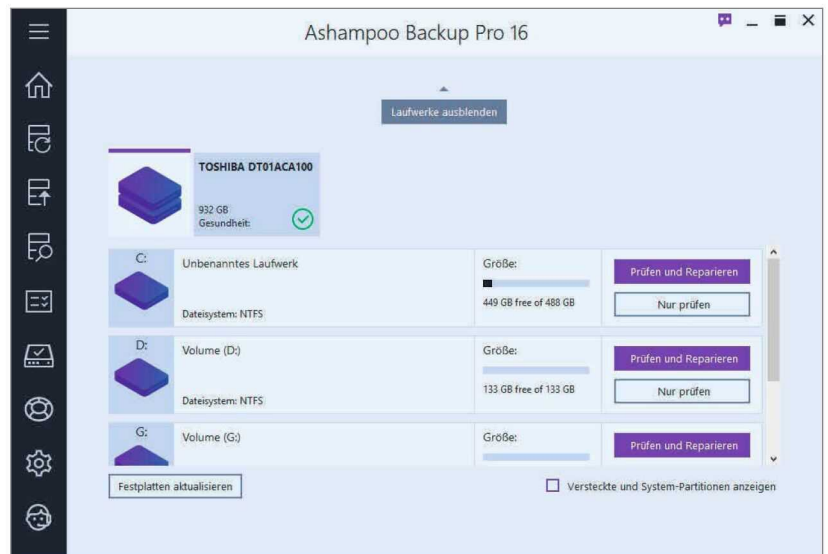 Ashampoo Backup Pro 16
Laufwerke ausblenden
TOSHIBA DT01ACA100
932 GB
Gesundheit:
C:
Unbenanntes Laufwerk
Dateisystem: NTFS
Größe:
449 GB free of 488 GB
Prüfen und Reparieren
Nur prüfen
D:
Volume (D:)
Dateisystem: NTFS
Größe:
133 GB free of 133 GB
Prüfen und Reparieren
Nur prüfen
G:
Volume (G:)
Größe:
Prüfen und Reparieren
Festplatten aktualisieren
Versteckte und System-Partitionen anzeigen